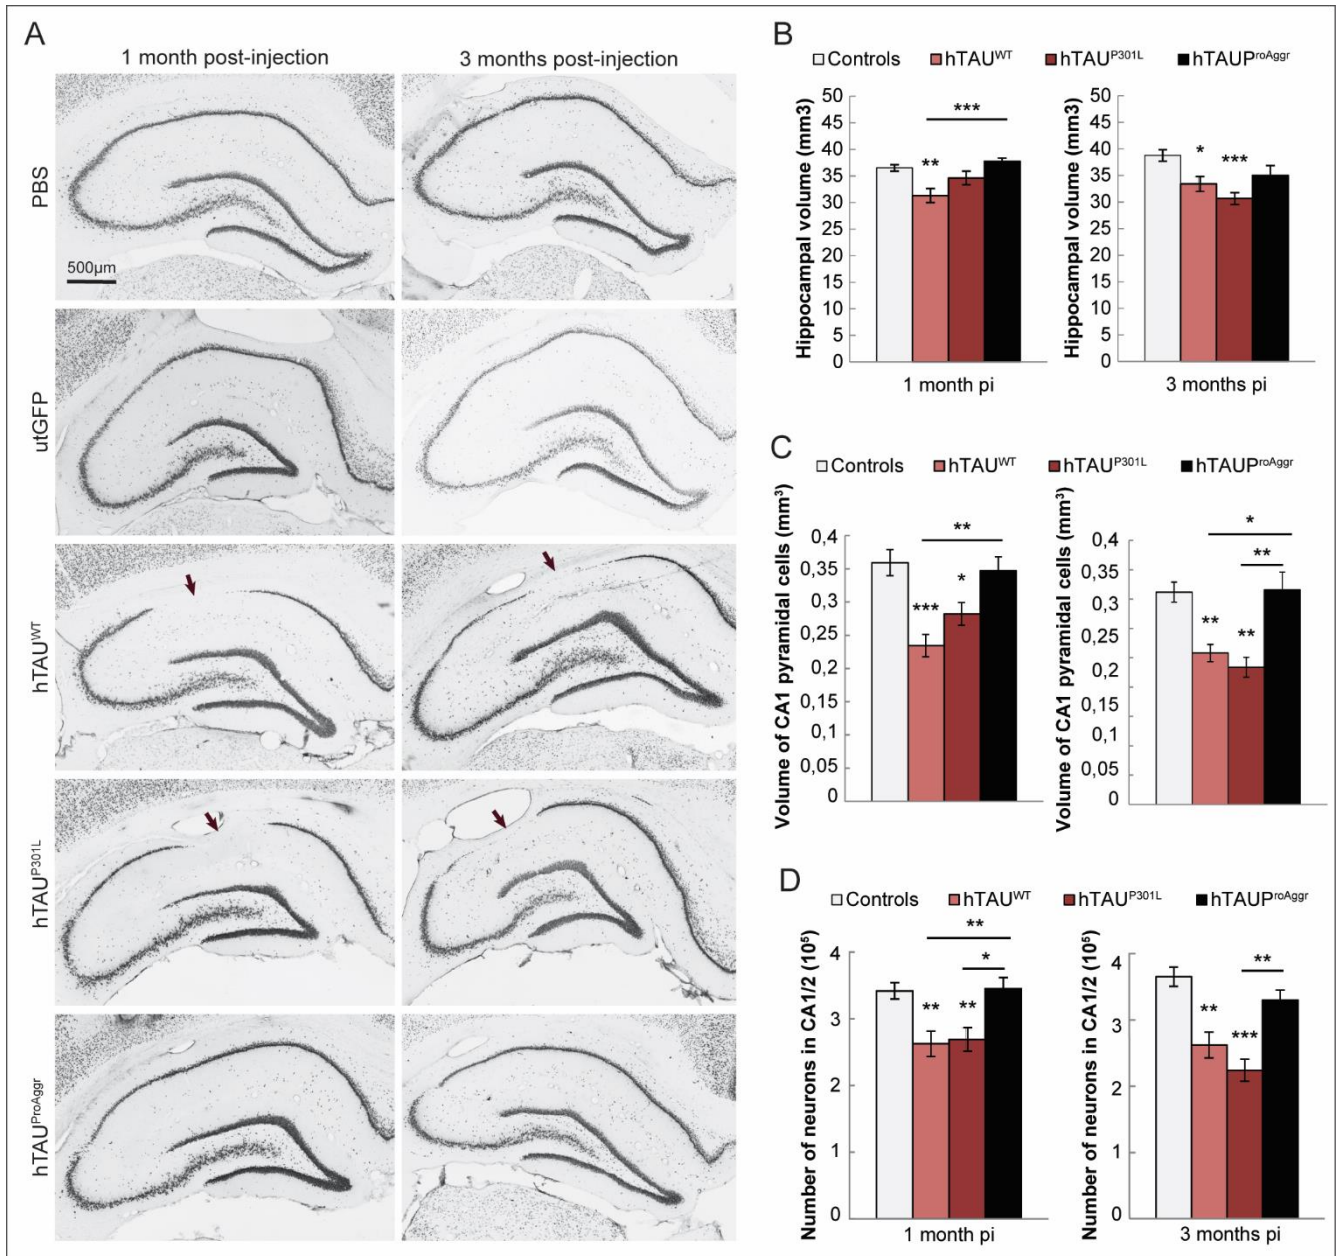 A
1 month post-injection
3 months post-injection
PBS
500µm
utGFP
hTAU^WT
hTAU^P301L
hTAU^ProAggr
B
Controls hTAU^WT hTAU^P301L hTAUP^roAggr
Hippocampal volume (mm3)
50
45
40
35
30
25
20
15
10
5
0
***
**
1 month pi
Hippocampal volume (mm3)
50
45
40
35
30
25
20
15
10
5
0
*
***
3 months pi
C
Controls hTAU^WT hTAU^P301L hTAUP^roAggr
Volume of CA1 pyramidal cells (mm³)
0,4
0,35
0,3
0,25
0,2
0,15
0,1
0,05
0
**
***
*
Volume of CA1 pyramidal cells (mm³)
0,4
0,35
0,3
0,25
0,2
0,15
0,1
0,05
0
*
**
**
**
D
Controls hTAU^WT hTAU^P301L hTAUP^roAggr
Number of neurons in CA1/2 (10⁵)
4
3
2
1
0
**
*
**
**
1 month pi
Number of neurons in CA1/2 (10⁵)
4
3
2
1
0
**
**
***
3 months pi